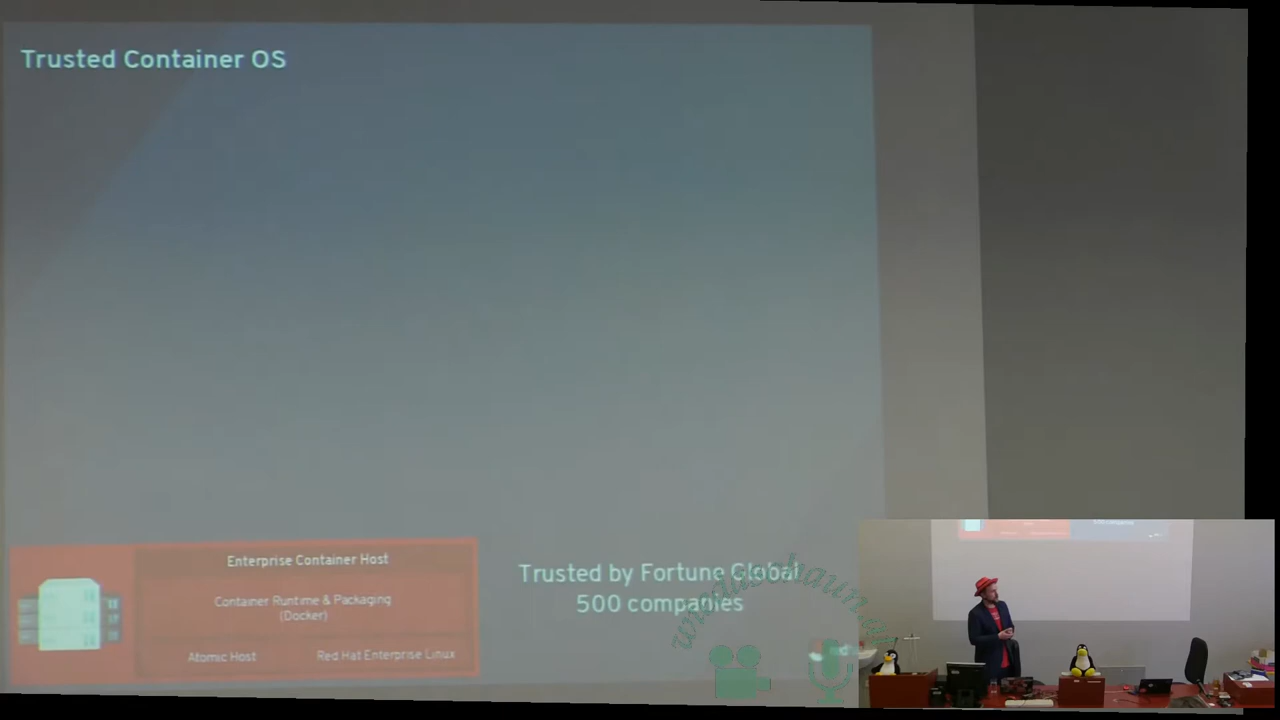 Trusted Container OS
Enterprise Container Host
Container Runtime & Packaging
(Docker)
Atomic Host
Red Hat Enterprise Linux
Trusted by Fortune Global
500 companies